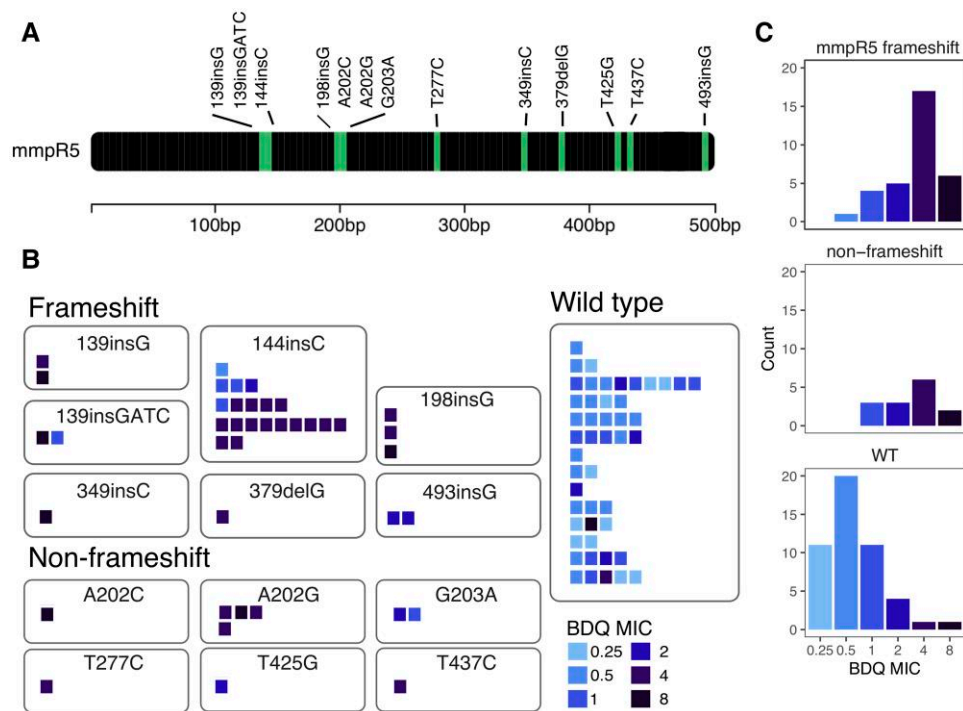 A
139insG
139insGATC
144insC
198insG
A202C
A202G
G203A
T277C
349insC
379delG
T425G
T437C
493insG
mmpR5
100bp
200bp
300bp
400bp
500bp
B
Frameshift
139insG
144insC
139insGATC
198insG
349insC
379delG
493insG
Non-frameshift
A202C
A202G
G203A
T277C
T425G
T437C
Wild type
BDQ MIC
0.25
2
0.5
4
1
8
C
mmpR5 frameshift
20
15
10
5
0
non-frameshift
20
15
10
5
0
Count
WT
20
15
10
5
0
0.25 0.5 1 2 4 8
BDQ MIC